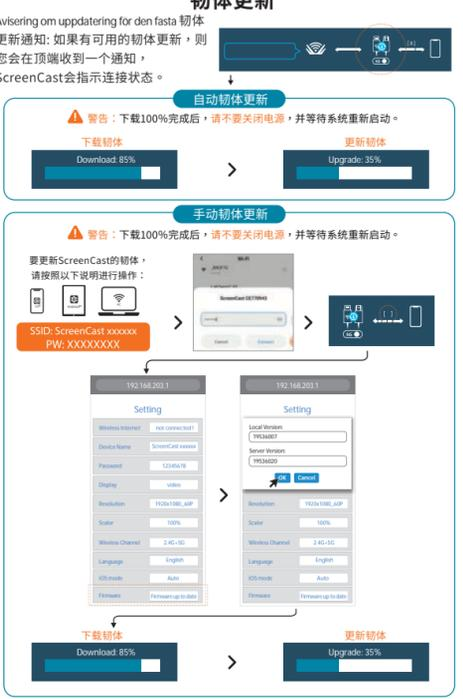 韧体更新
Avisering om uppdatering for den fasta 韧体
更新通知: 如果有可用的韧体更新，则
您会在顶端收到一个通知，
ScreenCast会指示连接状态。
5G
自动韧体更新
警告：下载100%完成后，请不要关闭电源，并等待系统重新启动。
下载韧体
更新韧体
Download: 85%
Upgrade: 35%
手动韧体更新
警告：下载100%完成后，请不要关闭电源，并等待系统重新启动。
要更新ScreenCast的韧体，
请按照以下说明进行操作：
SSID: ScreenCast xxxxxx
PW: XXXXXXXX
Wi-Fi
Cancel
Connect
5G
192.168.203.1
Setting
Wireless Internet not connected!
Device Name ScreenCast xxxxxx
Password 12345678
Display video
Resolution 1920x1080_60P
Scaler 100%
Wireless Channel 2.4G+5G
Language English
iOS mode Auto
Firmware Firmware up to date
192.168.203.1
Setting
Local Version:
19536007
Server Version:
19536020
OK Cancel
Resolution 1920x1080_60P
Scaler 100%
Wireless Channel 2.4G+5G
Language English
iOS mode Auto
Firmware Firmware up to date
下载韧体
更新韧体
Download: 85%
Upgrade: 35%